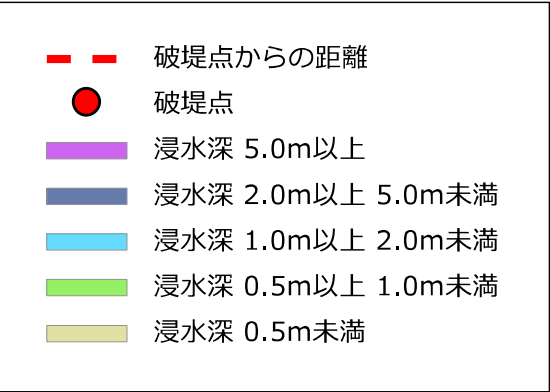 破堤点からの距離
破堤点
浸水深 5.0m以上
浸水深 2.0m以上 5.0m未満
浸水深 1.0m以上 2.0m未満
浸水深 0.5m以上 1.0m未満
浸水深 0.5m未満